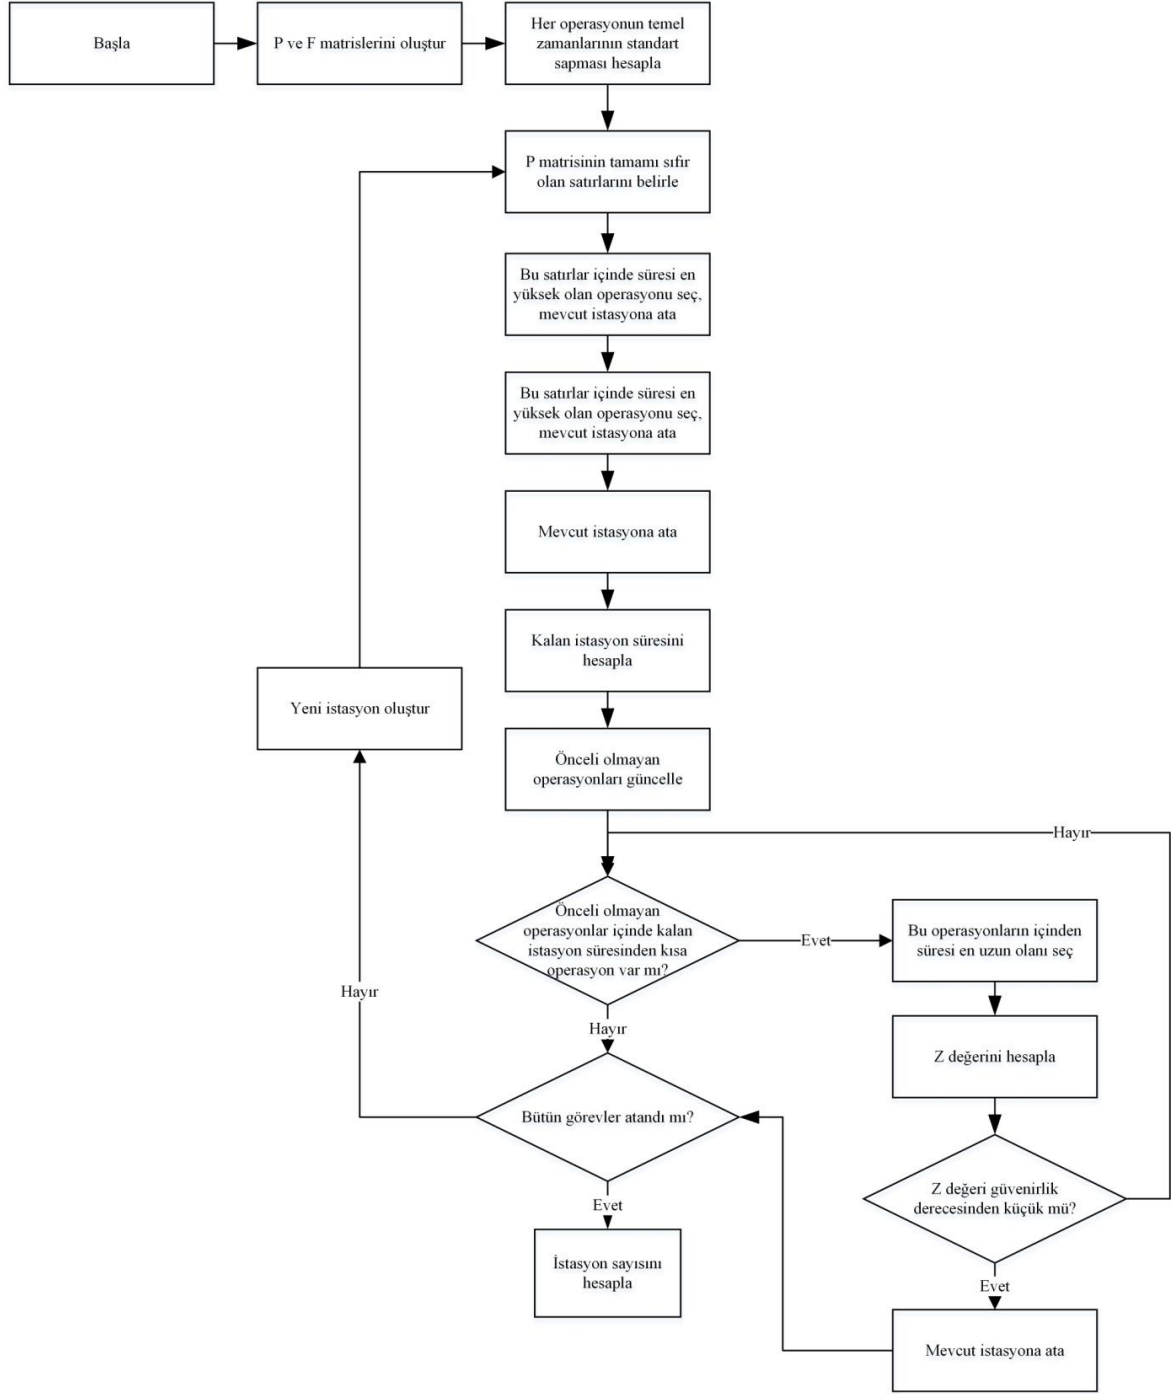 Başla
P ve F matrislerini oluştur
Her operasyonun temel
zamanlarının standart
sapması hesapla
P matrisinin tamamı sıfır
olan satırlarını belirle
Bu satırlar içinde süresi en
yüksek olan operasyonu seç,
mevcut istasyona ata
Bu satırlar içinde süresi en
yüksek olan operasyonu seç,
mevcut istasyona ata
Mevcut istasyona ata
Kalan istasyon süresini
hesapla
Yeni istasyon oluştur
Önceli olmayan
operasyonları güncelle
Hayır
Önceli olmayan
operasyonlar içinde kalan
istasyon süresinden kısa
operasyon var mı?
Evet
Bu operasyonların içinden
süresi en uzun olanı seç
Hayır
Hayır
Z değerini hesapla
Bütün görevler atandı mı?
Z değeri güvenirlik
derecesinden küçük mü?
Evet
İstasyon sayısını
hesapla
Evet
Mevcut istasyona ata